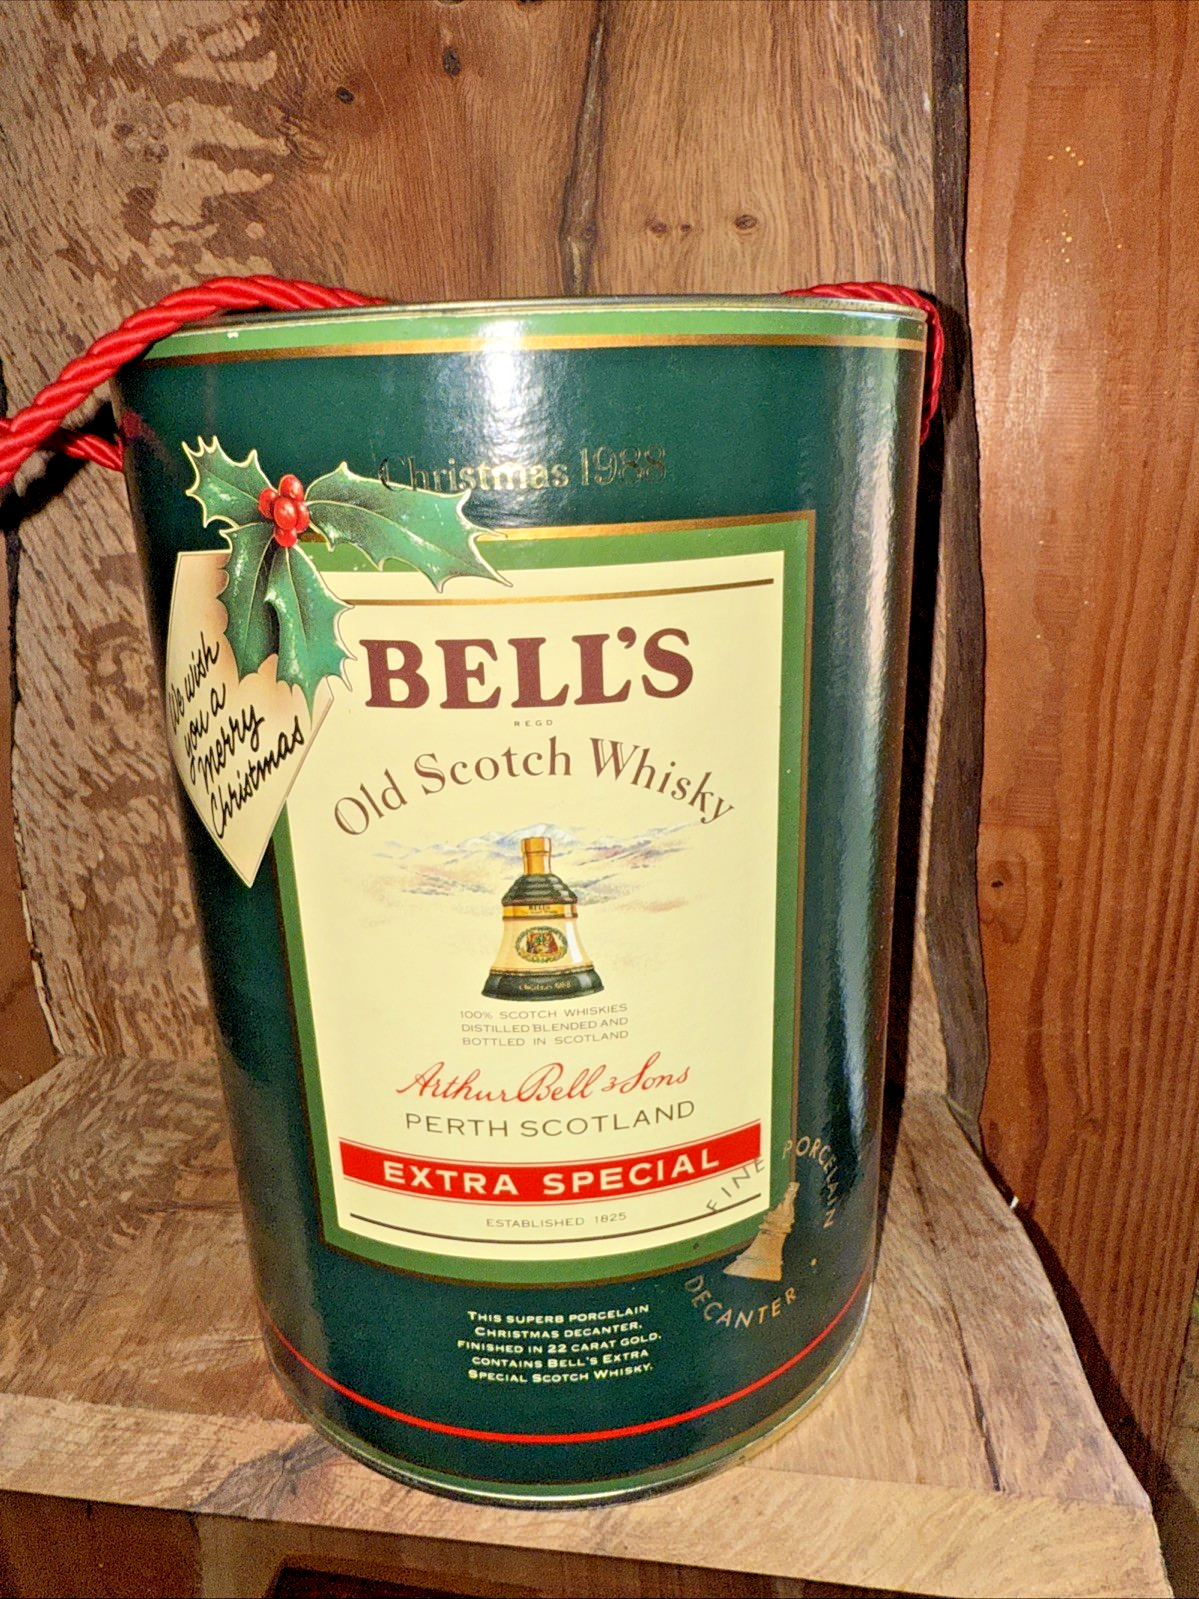 Christmas 1988
We wish
you a
Merry
Christmas
BELL'S
REGD
Old Scotch Whisky
BELL'S
100% SCOTCH WHISKIES
DISTILLED BLENDED AND
BOTTLED IN SCOTLAND
Arthur Bell & Sons
PERTH SCOTLAND
EXTRA SPECIAL
ESTABLISHED 1825
FINE PORCELAIN
DECANTER
THIS SUPERB PORCELAIN
CHRISTMAS DECANTER,
FINISHED IN 22 CARAT GOLD,
CONTAINS BELL'S EXTRA
SPECIAL SCOTCH WHISKY.